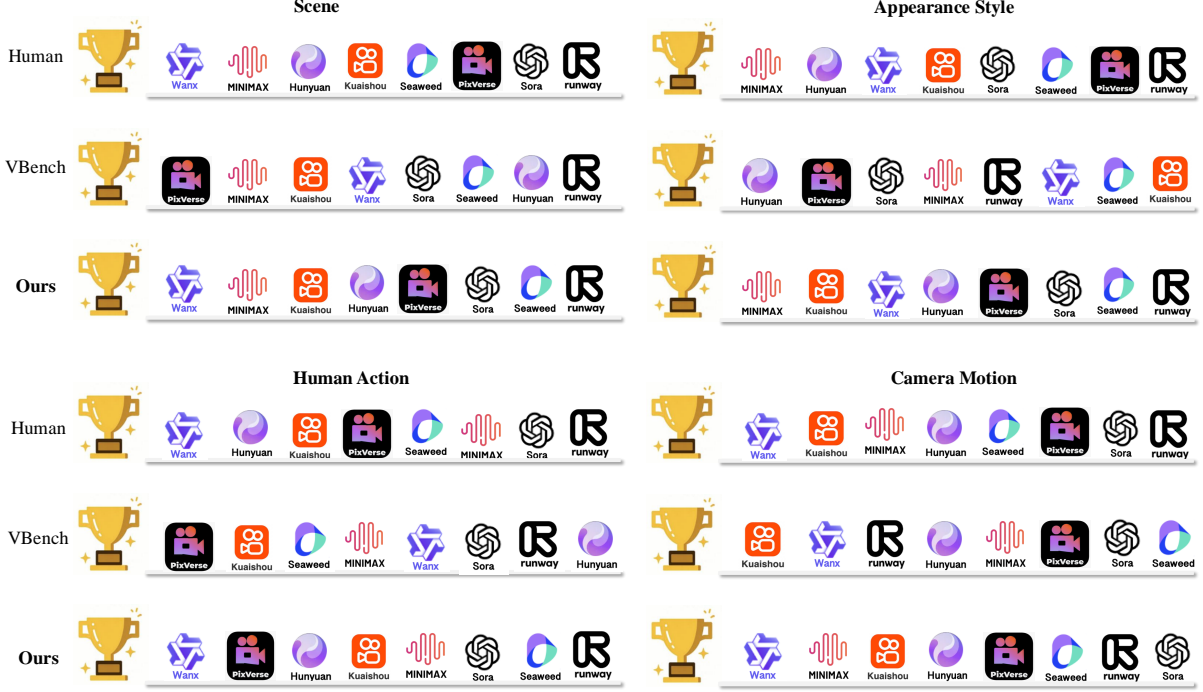 Scene
Human
Wanx MINIMAX Hunyuan Kuaishou Seaweed PixVerse Sora runway
VBench
PixVerse MINIMAX Kuaishou Wanx Sora Seaweed Hunyuan runway
Ours
Wanx MINIMAX Kuaishou Hunyuan PixVerse Sora Seaweed runway
Appearance Style
MINIMAX Hunyuan Wanx Kuaishou Sora Seaweed PixVerse runway
Hunyuan PixVerse Sora MINIMAX runway Wanx Seaweed Kuaishou
MINIMAX Kuaishou Wanx Hunyuan PixVerse Sora Seaweed runway
Human Action
Human
Wanx Hunyuan Kuaishou PixVerse Seaweed MINIMAX Sora runway
VBench
PixVerse Kuaishou Seaweed MINIMAX Wanx Sora runway Hunyuan
Ours
Wanx PixVerse Hunyuan Kuaishou MINIMAX Sora Seaweed runway
Camera Motion
Wanx Kuaishou MINIMAX Hunyuan Seaweed PixVerse Sora runway
Kuaishou Wanx runway Hunyuan MINIMAX PixVerse Sora Seaweed
Wanx MINIMAX Kuaishou Hunyuan PixVerse Seaweed runway Sora